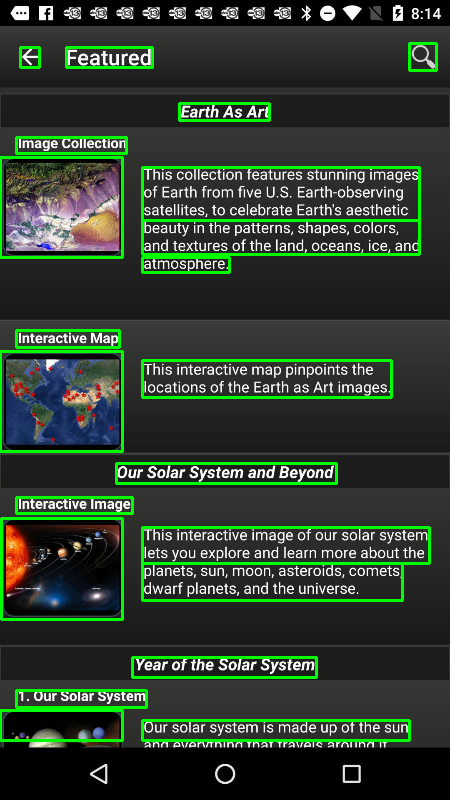 8:14
Featured
Earth As Art
Image Collection
This collection features stunning images
of Earth from five U.S. Earth-observing
satellites, to celebrate Earth's aesthetic
beauty in the patterns, shapes, colors,
and textures of the land, oceans, ice, and
atmosphere.
Interactive Map
This interactive map pinpoints the
locations of the Earth as Art images.
Our Solar System and Beyond
Interactive Image
This interactive image of our solar system
lets you explore and learn more about the
planets, sun, moon, asteroids, comets,
dwarf planets, and the universe.
Year of the Solar System
1. Our Solar System
Our solar system is made up of the sun
and everything that travels around it.